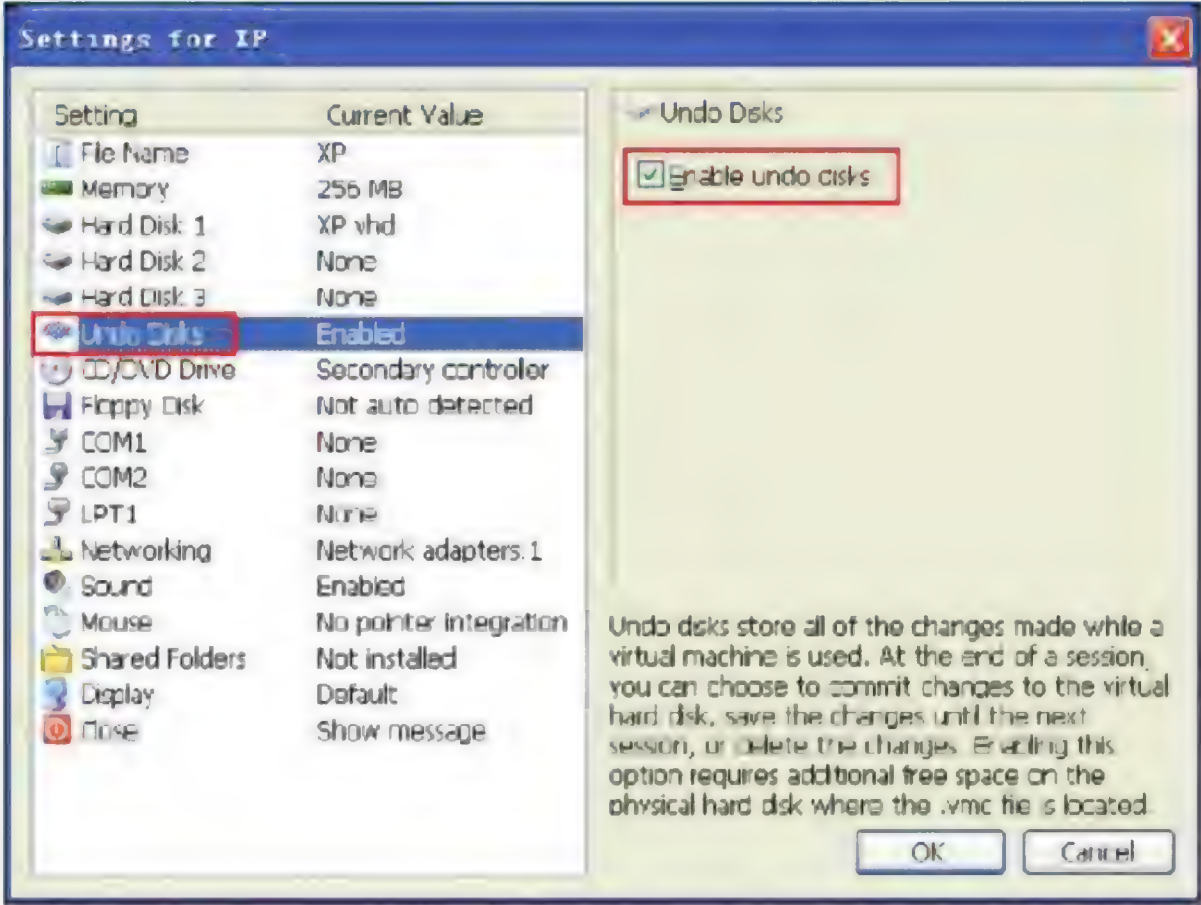 Settings for XP
Setting Current Value
File Name XP
Memory 256 MB
Hard Disk 1 XP vhd
Hard Disk 2 None
Hard Disk 3 None
Undo Disks Enabled
CD/DVD Drive Secondary controller
Floppy Disk Not auto detected
COM1 None
COM2 None
LPT1 None
Networking Network adapters:1
Sound Enabled
Mouse No pointer integration
Shared Folders Not installed
Display Default
Close Show message
Undo Disks
Enable undo disks
Undo disks store all of the changes made while a
virtual machine is used. At the end of a session,
you can choose to commit changes to the virtual
hard disk, save the changes until the next
session, or delete the changes. Enabling this
option requires additional free space on the
physical hard disk where the .vmc file is located.
OK Cancel